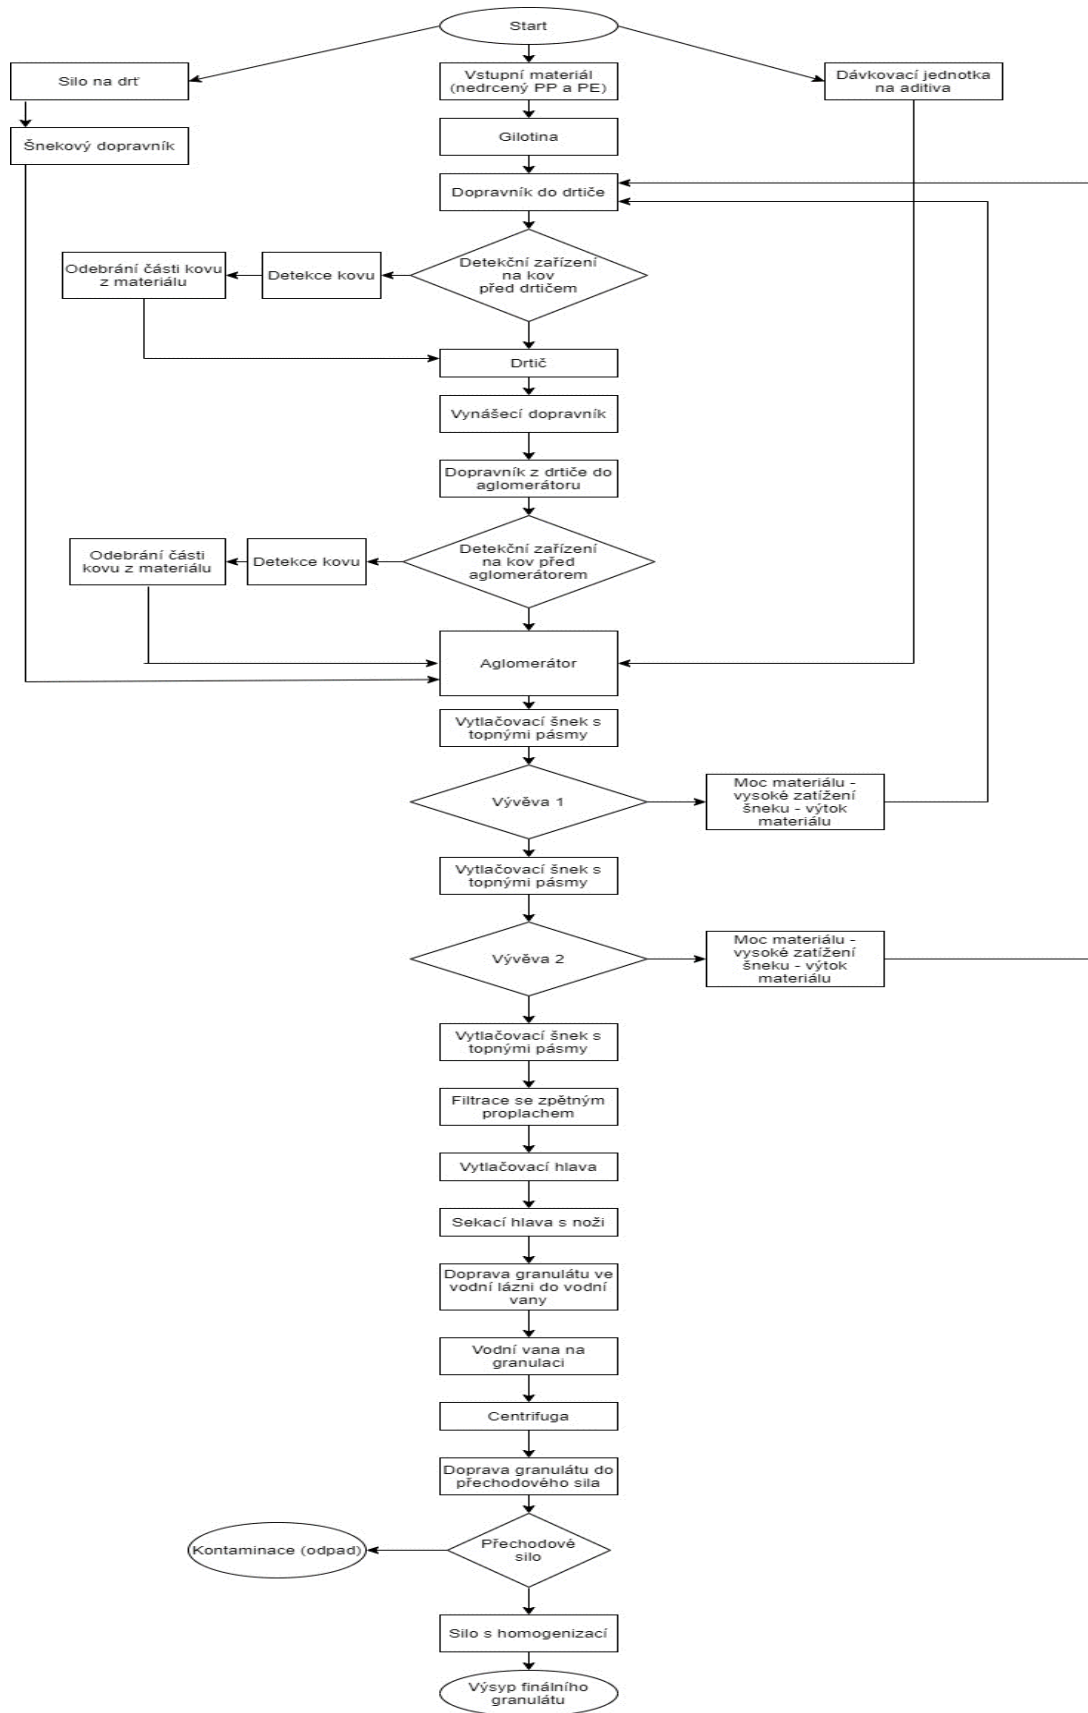 Start
Silo na drť
Vstupní materiál
(nedrcený PP a PE)
Dávkovací jednotka
na aditiva
Šnekový dopravník
Gilotina
Dopravník do drtiče
Odebrání části kovu
z materiálu
Detekce kovu
Detekční zařízení
na kov
před drtičem
Drtič
Vynášecí dopravník
Dopravník z drtiče do
aglomerátoru
Odebrání části
kovu z materiálu
Detekce kovu
Detekční zařízení
na kov před
aglomerátorem
Aglomerátor
Vytlačovací šnek s
topnými pásmy
Vývěva 1
Moc materiálu -
vysoké zatížení
šneku - výtok
materiálu
Vytlačovací šnek s
topnými pásmy
Vývěva 2
Moc materiálu -
vysoké zatížení
šneku - výtok
materiálu
Vytlačovací šnek s
topnými pásmy
Filtrace se zpětným
proplachem
Vytlačovací hlava
Sekací hlava s noži
Doprava granulátu ve
vodní lázni do vodní
vany
Vodní vana na
granulaci
Centrifuga
Doprava granulátu do
přechodového sila
Kontaminace (odpad)
Přechodové
silo
Silo s homogenizací
Výsyp finálního
granulátu